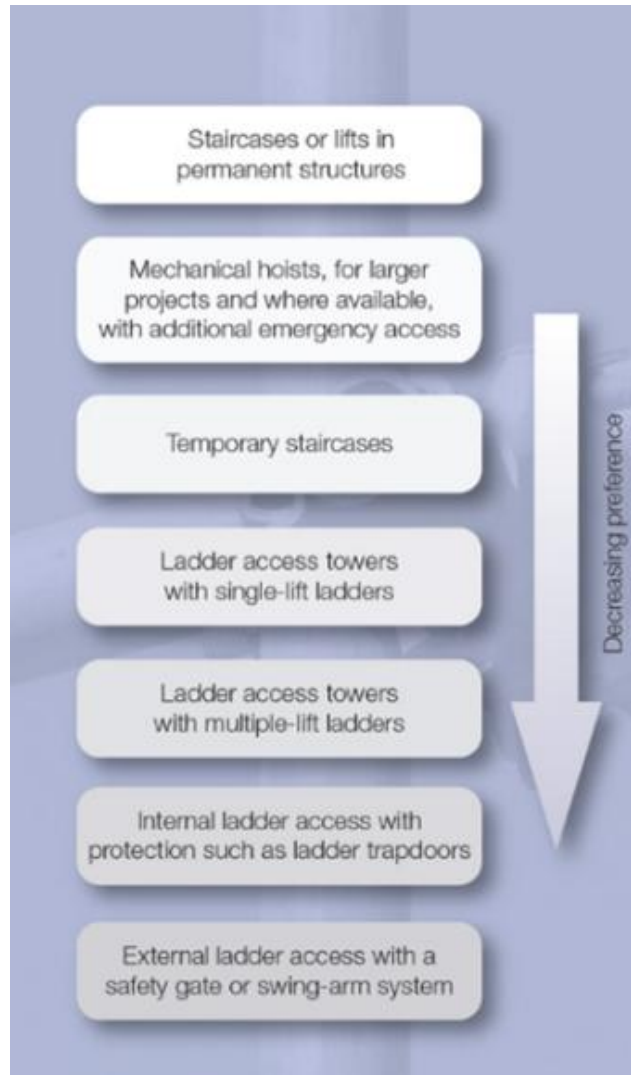 Staircases or lifts in
permanent structures
Mechanical hoists, for larger
projects and where available,
with additional emergency access
Temporary staircases
Ladder access towers
with single-lift ladders
Ladder access towers
with multiple-lift ladders
Internal ladder access with
protection such as ladder trapdoors
External ladder access with a
safety gate or swing-arm system
Decreasing preference